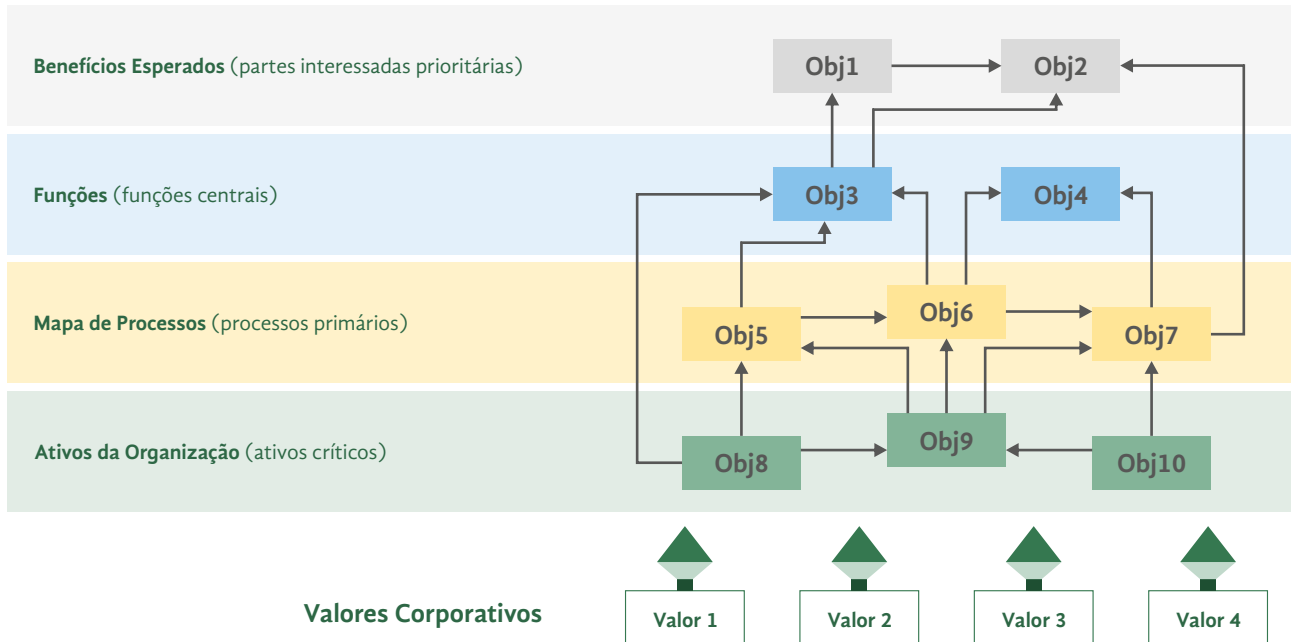 Benefícios Esperados (partes interessadas prioritárias)
Obj1
Obj2
Funções (funções centrais)
Obj3
Obj4
Mapa de Processos (processos primários)
Obj5
Obj6
Obj7
Ativos da Organização (ativos críticos)
Obj8
Obj9
Obj10
Valores Corporativos
Valor 1
Valor 2
Valor 3
Valor 4